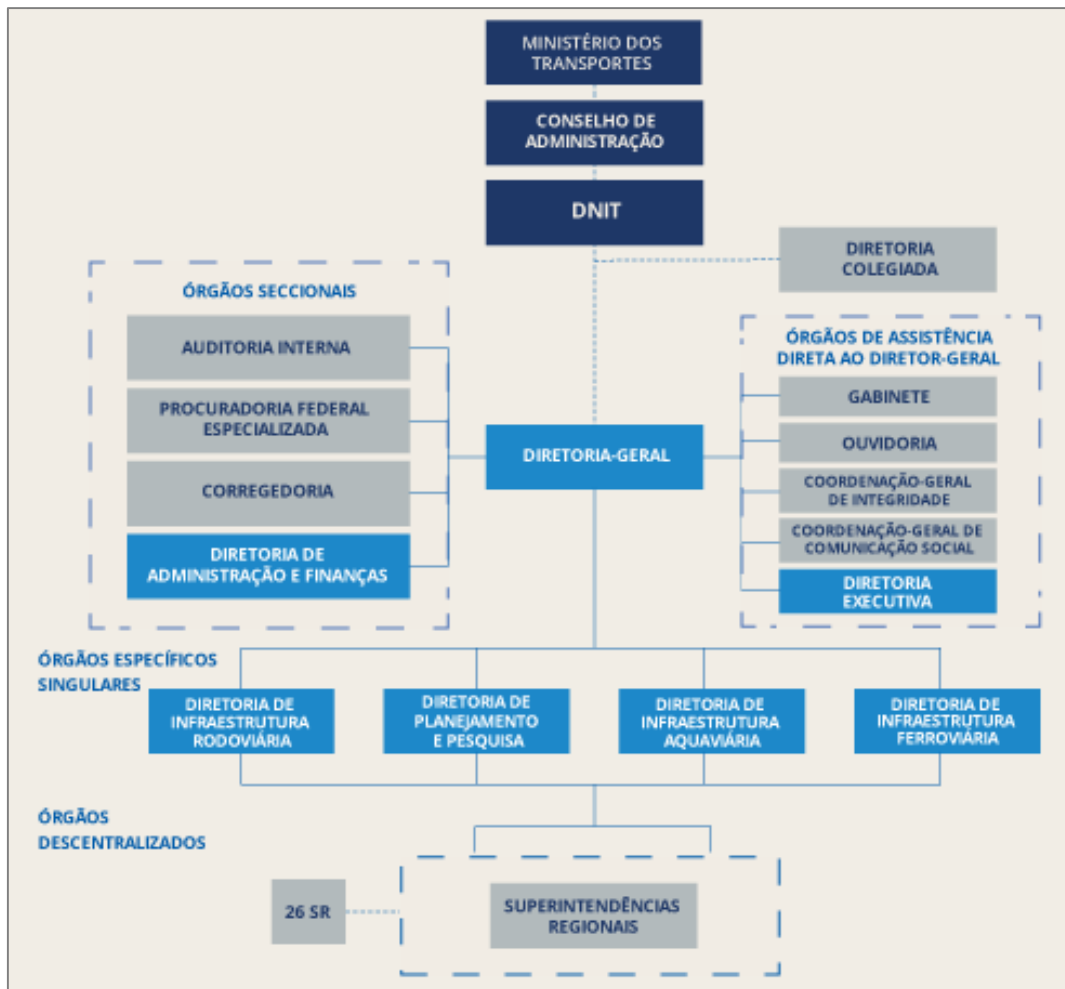 MINISTÉRIO DOS
TRANSPORTES
CONSELHO DE
ADMINISTRAÇÃO
DNIT
DIRETORIA
COLEGIADA
ÓRGÃOS SECCIONAIS
AUDITORIA INTERNA
PROCURADORIA FEDERAL
ESPECIALIZADA
CORREGEDORIA
DIRETORIA DE
ADMINISTRAÇÃO E FINANÇAS
DIRETORIA-GERAL
ÓRGÃOS DE ASSISTÊNCIA
DIRETA AO DIRETOR-GERAL
GABINETE
OUVIDORIA
COORDENAÇÃO-GERAL
DE INTEGRIDADE
COORDENAÇÃO-GERAL DE
COMUNICAÇÃO SOCIAL
DIRETORIA
EXECUTIVA
ÓRGÃOS ESPECÍFICOS
SINGULARES
DIRETORIA DE
INFRAESTRUTURA
RODOVIÁRIA
DIRETORIA DE
PLANEJAMENTO
E PESQUISA
DIRETORIA DE
INFRAESTRUTURA
AQUAVIÁRIA
DIRETORIA DE
INFRAESTRUTURA
FERROVIÁRIA
ÓRGÃOS
DESCENTRALIZADOS
26 SR
SUPERINTENDÊNCIAS
REGIONAIS